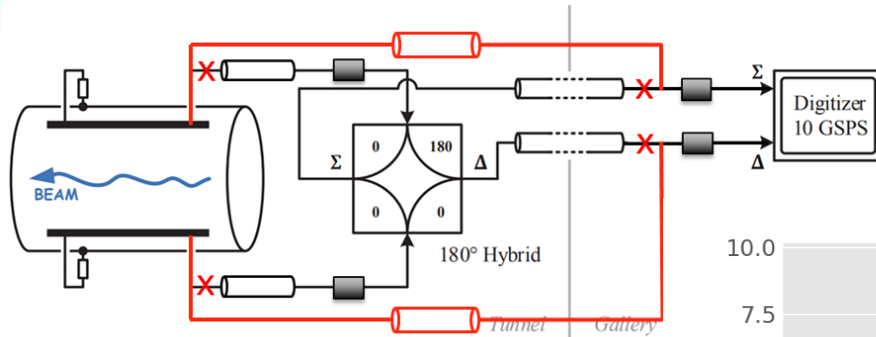 Σ
Digitizer
10 GSPS
Δ
0
180
Σ
Δ
0
0
BEAM
180° Hybrid
Tunnel
Gallery
10.0
7.5